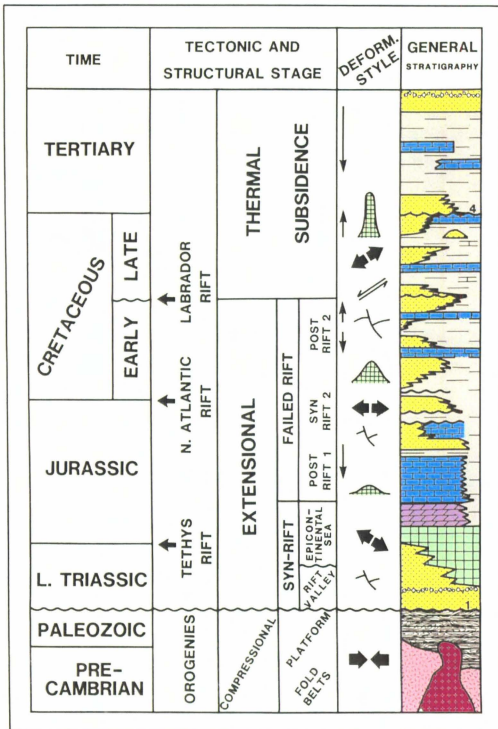 TIME
TECTONIC AND
STRUCTURAL STAGE
DEFORM.
STYLE
GENERAL
STRATIGRAPHY
TERTIARY
CRETACEOUS
LATE
EARLY
JURASSIC
L. TRIASSIC
PALEOZOIC
PRE-
CAMBRIAN
LABRADOR
RIFT
N. ATLANTIC
RIFT
TETHYS
RIFT
OROGENIES
THERMAL
SUBSIDENCE
EXTENSIONAL
COMPRESSIONAL
FAILED RIFT
SYN-RIFT
POST
RIFT 2
SYN
RIFT 2
POST
RIFT 1
EPICON-
TINENTAL
SEA
RIFT
VALLEY
PLATFORM
FOLD
BELTS
4
1